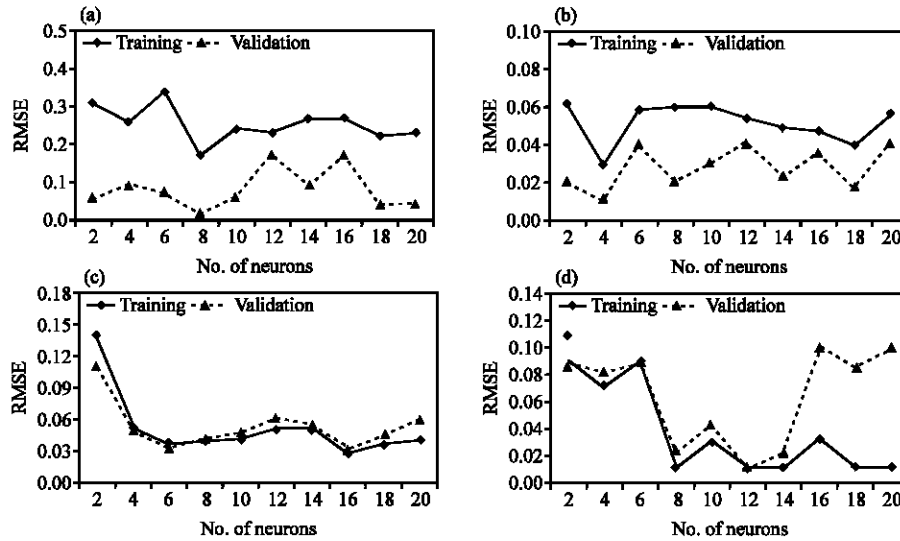 (a)
Training Validation
RMSE
0.5
0.4
0.3
0.2
0.1
0.0
2 4 6 8 10 12 14 16 18 20
No. of neurons
(b)
Training Validation
RMSE
0.10
0.08
0.06
0.04
0.02
0.00
2 4 6 8 10 12 14 16 18 20
No. of neurons
(c)
Training Validation
RMSE
0.18
0.15
0.12
0.09
0.06
0.03
0.00
2 4 6 8 10 12 14 16 18 20
No. of neurons
(d)
Training Validation
RMSE
0.14
0.12
0.10
0.08
0.06
0.04
0.02
0.00
2 4 6 8 10 12 14 16 18 20
No. of neurons